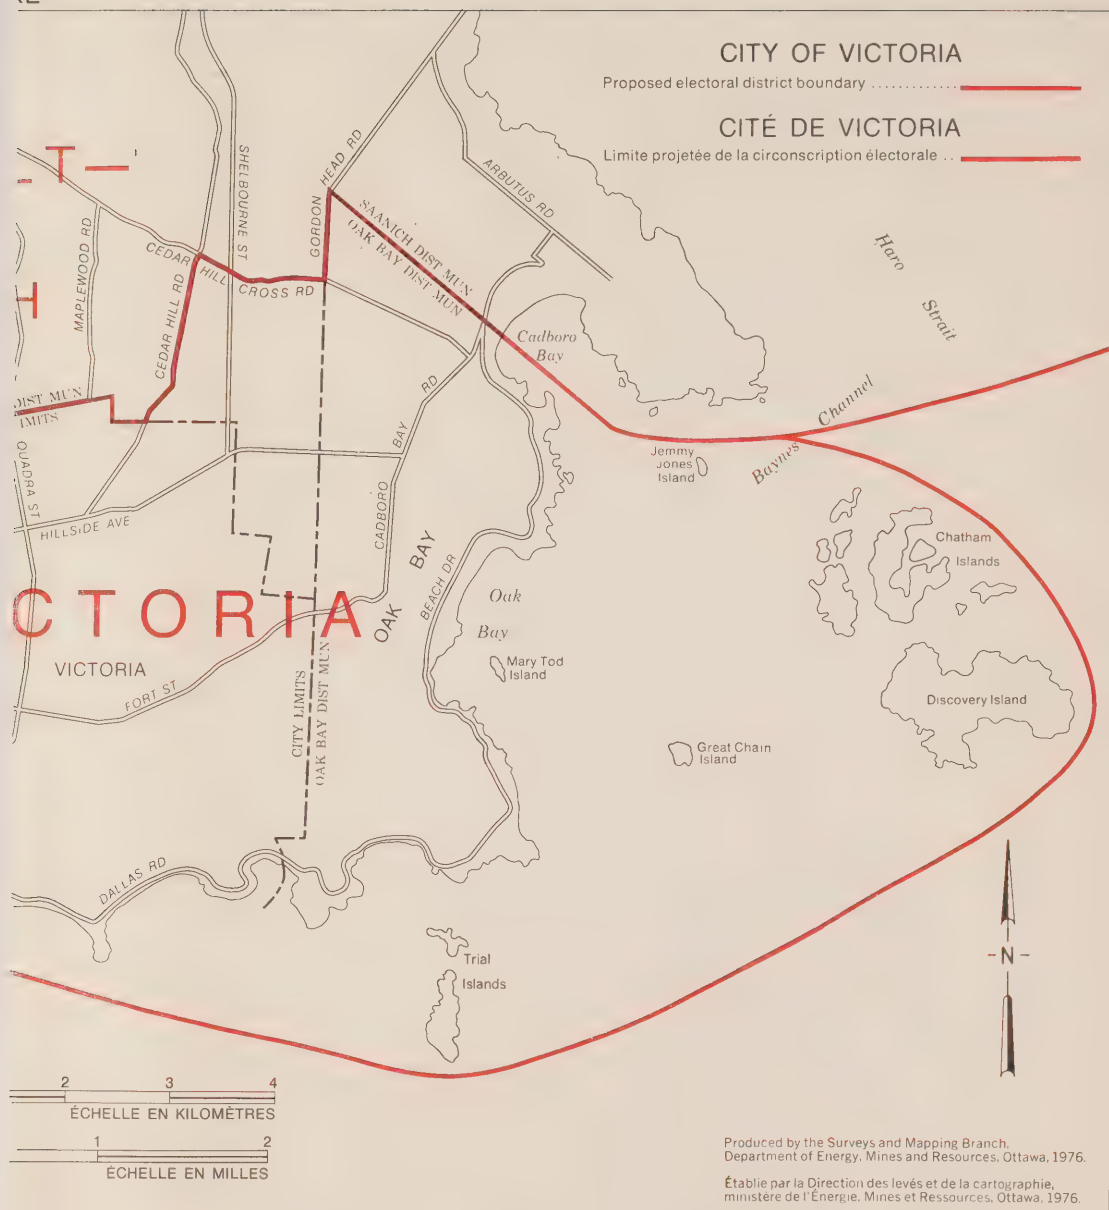 CITY OF VICTORIA
Proposed electoral district boundary ............
CITÉ DE VICTORIA
Limite projetée de la circonscription électorale ..
T—
H
SHELBOURNE ST
GORDON HEAD RD
ARBUTUS RD
MAPLEWOOD RD
CEDAR HILL CROSS RD
CEDAR HILL RD
SAANICH DIST MUN
OAK BAY DIST MUN
Haro
Strait
Cadboro
Bay
Channel
Baynes
DIST MUN
IMITS
Jemmy
Jones
Island
QUADRA ST
HILLSIDE AVE
CADBORO BAY RD
OAK BAY
BEACH DR
Chatham
Islands
CTORIA
Oak
Bay
VICTORIA
Mary Tod
Island
FORT ST
CITY LIMITS
OAK BAY DIST MUN
Discovery Island
Great Chain
Island
DALLAS RD
Trial
Islands
- N -
2 3 4
ÉCHELLE EN KILOMÈTRES
1 2
ÉCHELLE EN MILLES
Produced by the Surveys and Mapping Branch,
Department of Energy, Mines and Resources, Ottawa, 1976.
Établie par la Direction des levés et de la cartographie,
ministère de l'Énergie, Mines et Ressources, Ottawa, 1976.